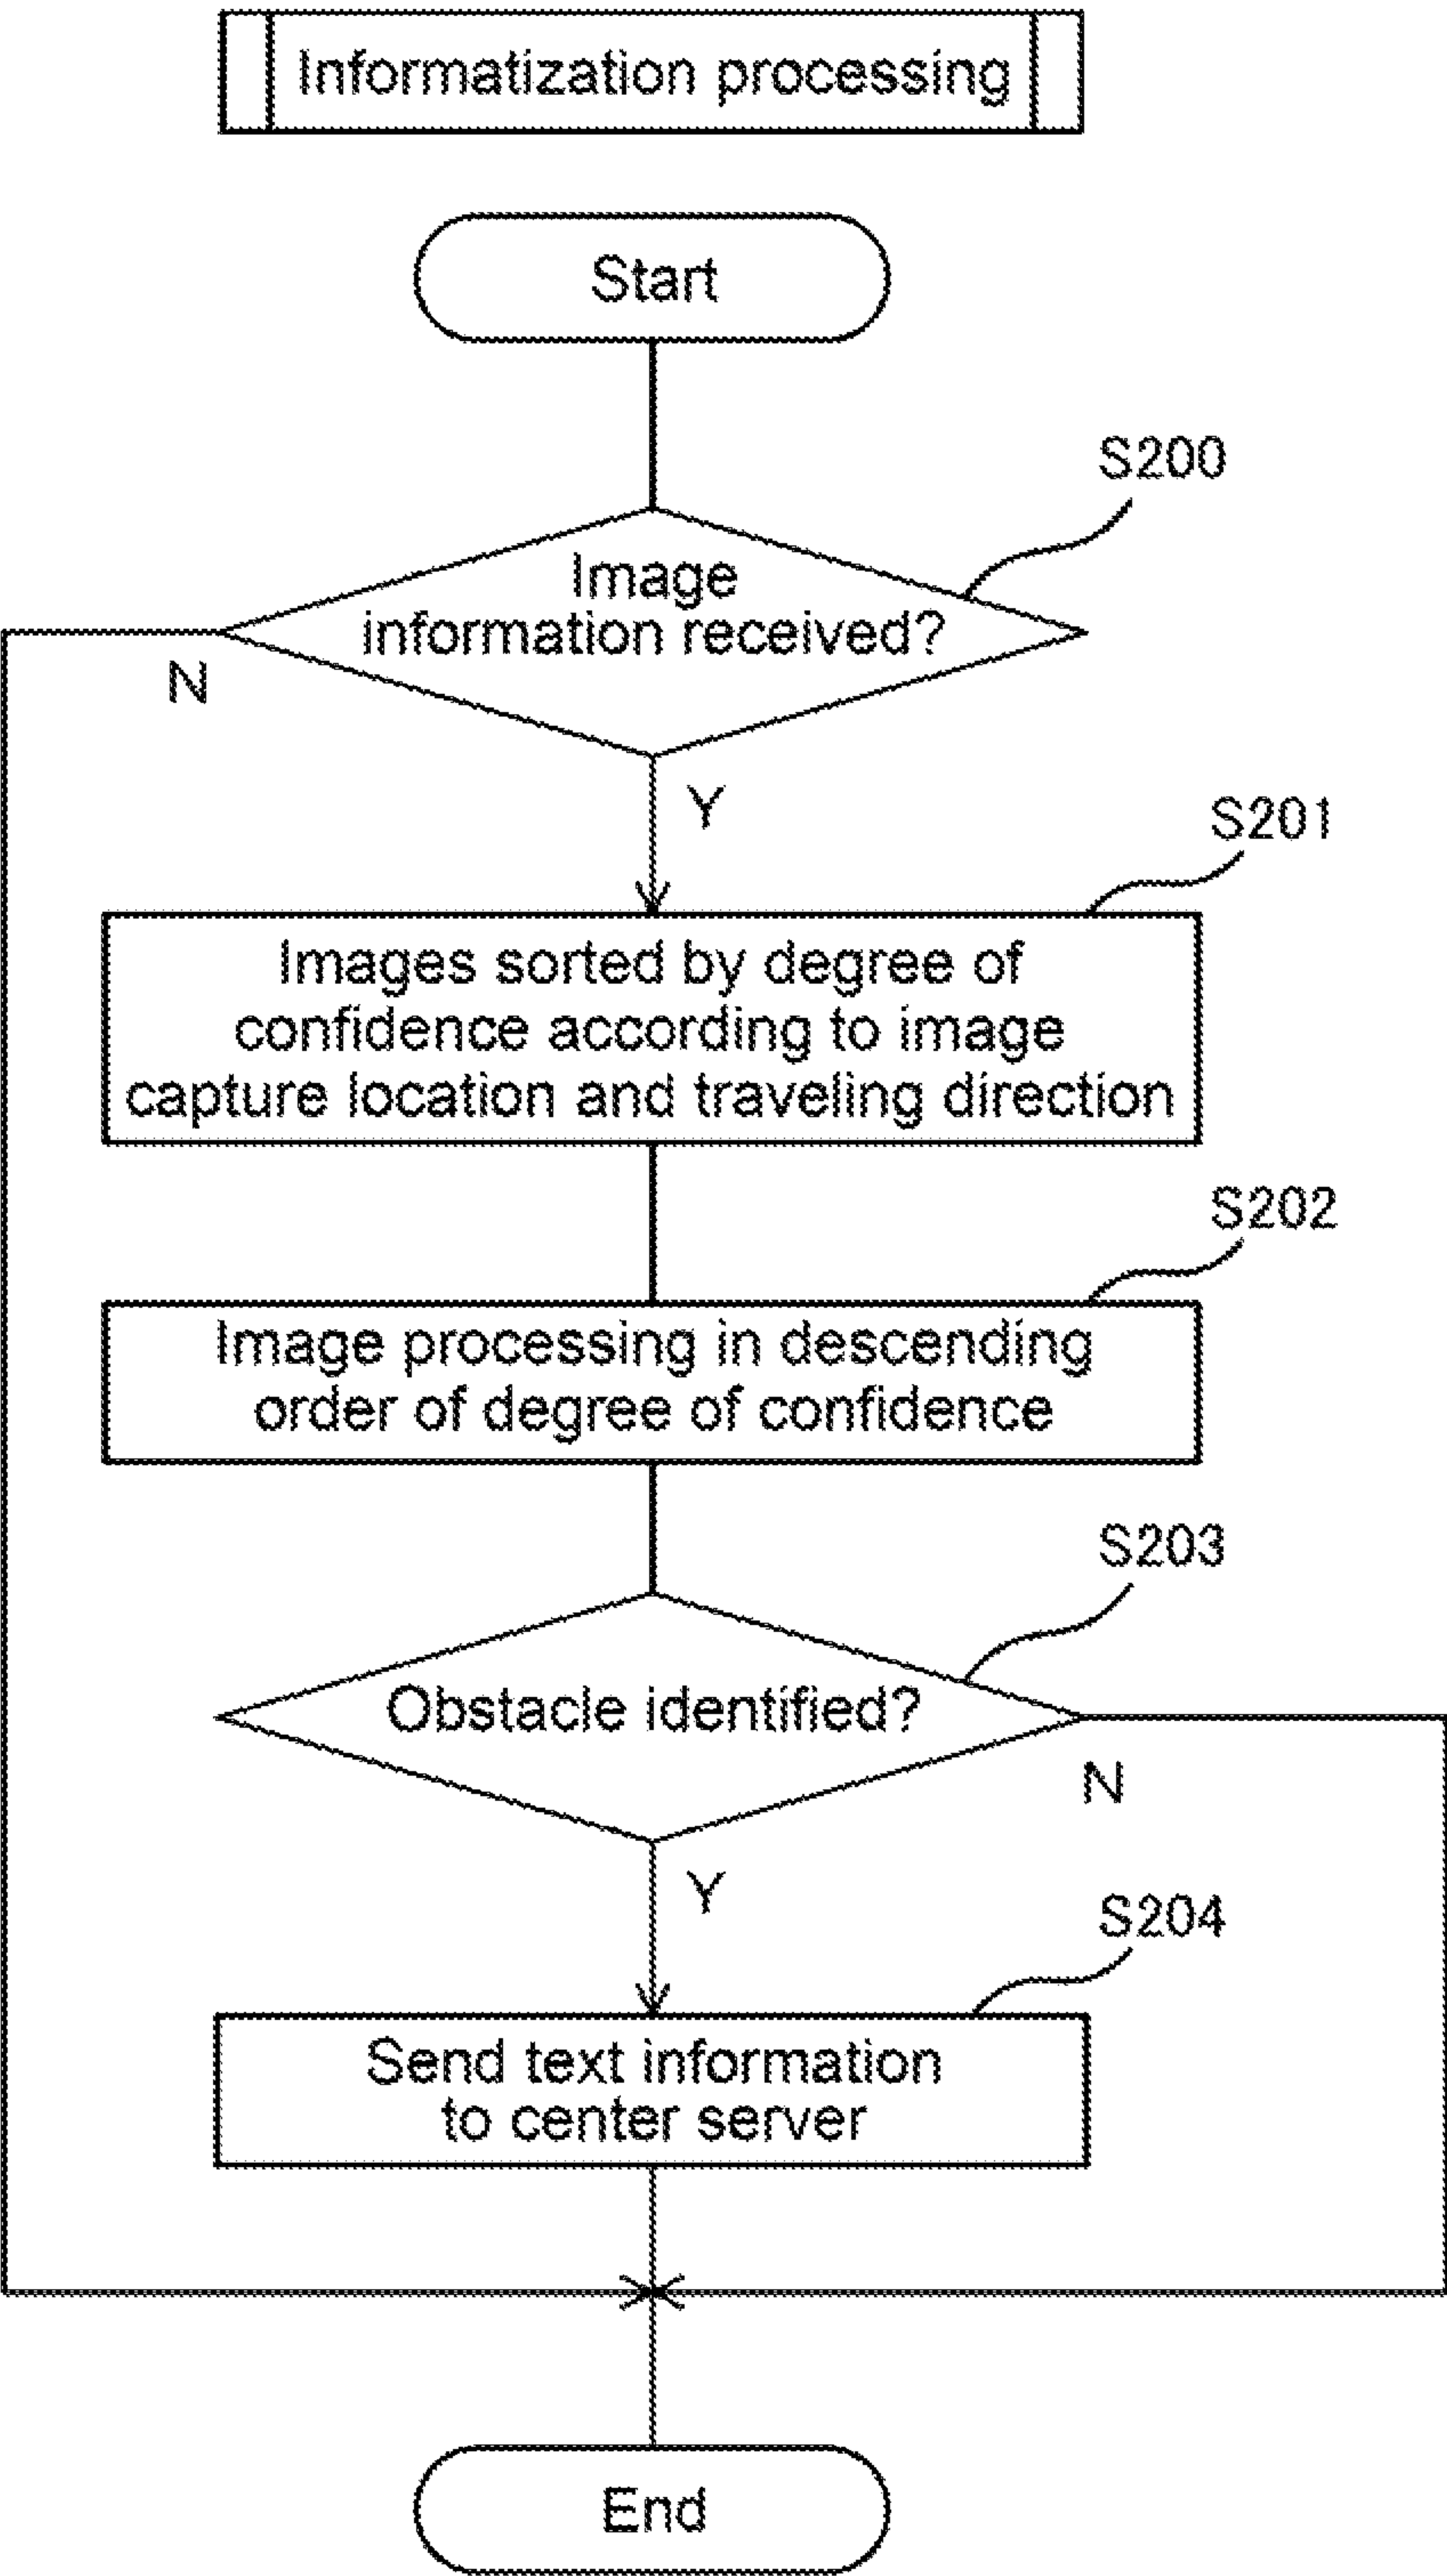 Informatization processing
Start
S200
Image
information received?
N
Y
S201
Images sorted by degree of
confidence according to image
capture location and traveling direction
S202
Image processing in descending
order of degree of confidence
S203
Obstacle identified?
N
Y
S204
Send text information
to center server
End